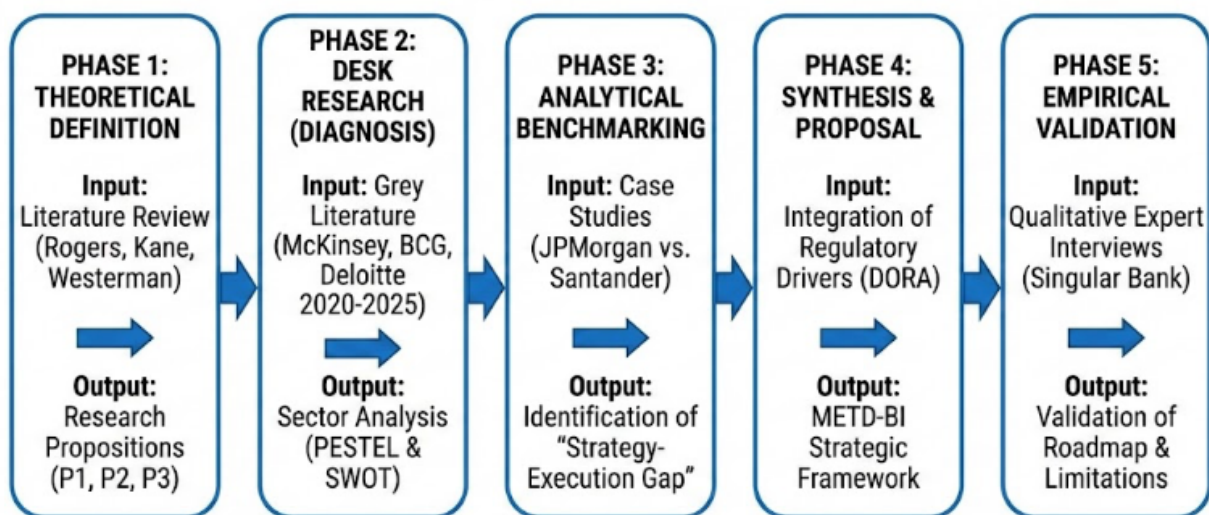 PHASE 1:
THEORETICAL
DEFINITION
Input:
Literature Review
(Rogers, Kane,
Westerman)
Output:
Research
Propositions
(P1, P2, P3)
PHASE 2:
DESK
RESEARCH
(DIAGNOSIS)
Input: Grey
Literature
(McKinsey, BCG,
Deloitte
2020-2025)
Output:
Sector Analysis
(PESTEL &
SWOT)
PHASE 3:
ANALYTICAL
BENCHMARKING
Input: Case
Studies
(JPMorgan vs.
Santander)
Output:
Identification of
“Strategy-
Execution Gap”
PHASE 4:
SYNTHESIS &
PROPOSAL
Input:
Integration of
Regulatory
Drivers (DORA)
Output:
METD-BI
Strategic
Framework
PHASE 5:
EMPIRICAL
VALIDATION
Input:
Qualitative Expert
Interviews
(Singular Bank)
Output:
Validation of
Roadmap &
Limitations